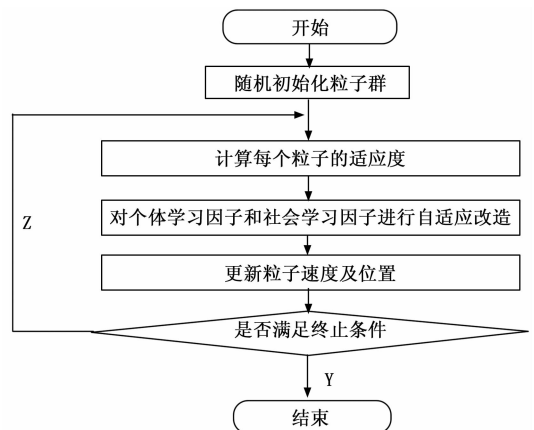 开始
随机初始化粒子群
计算每个粒子的适应度
对个体学习因子和社会学习因子进行自适应改造
Z
更新粒子速度及位置
是否满足终止条件
Y
结束